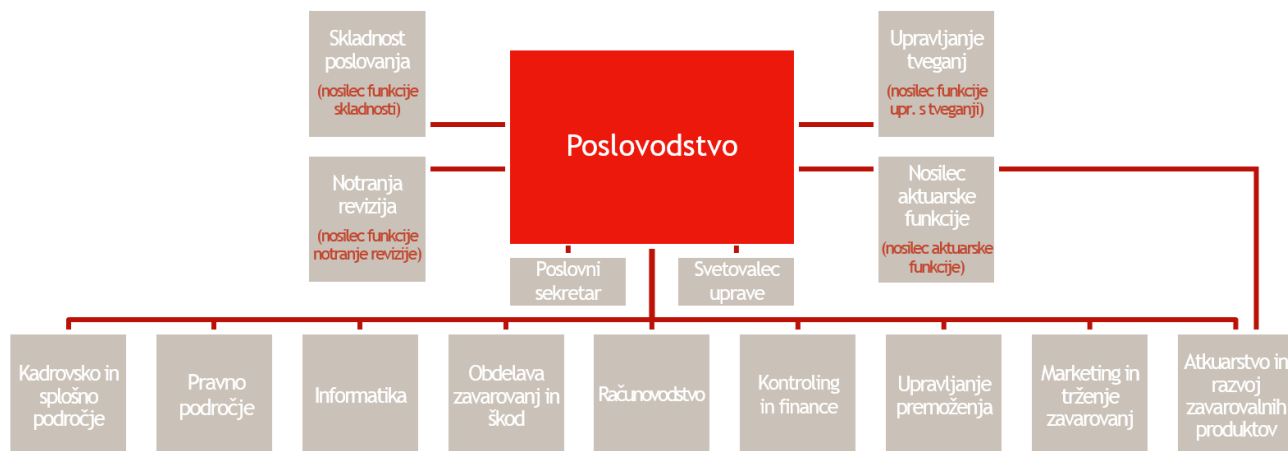 Skladnost
poslovanja
(nosilec funkcije
skladnosti)
Upravljanje
tveganj
(nosilec funkcije
upr. s tveganji)
Poslovodstvo
Notranja
revizija
(nosilec funkcije
notranje revizije)
Nosilec
aktuarske
funkcije
(nosilec aktuarske
funkcije)
Poslovni
sekretar
Svetovalec
uprave
Kadrovsko in
splošno
področje
Pravno
področje
Informatika
Obdelava
zavarovanj in
škod
Računovodstvo
Kontroling
in finance
Upravljanje
premoženja
Marketing in
trženje
zavarovanj
Atkuarstvo in
razvoj
zavarovalnih
produktov